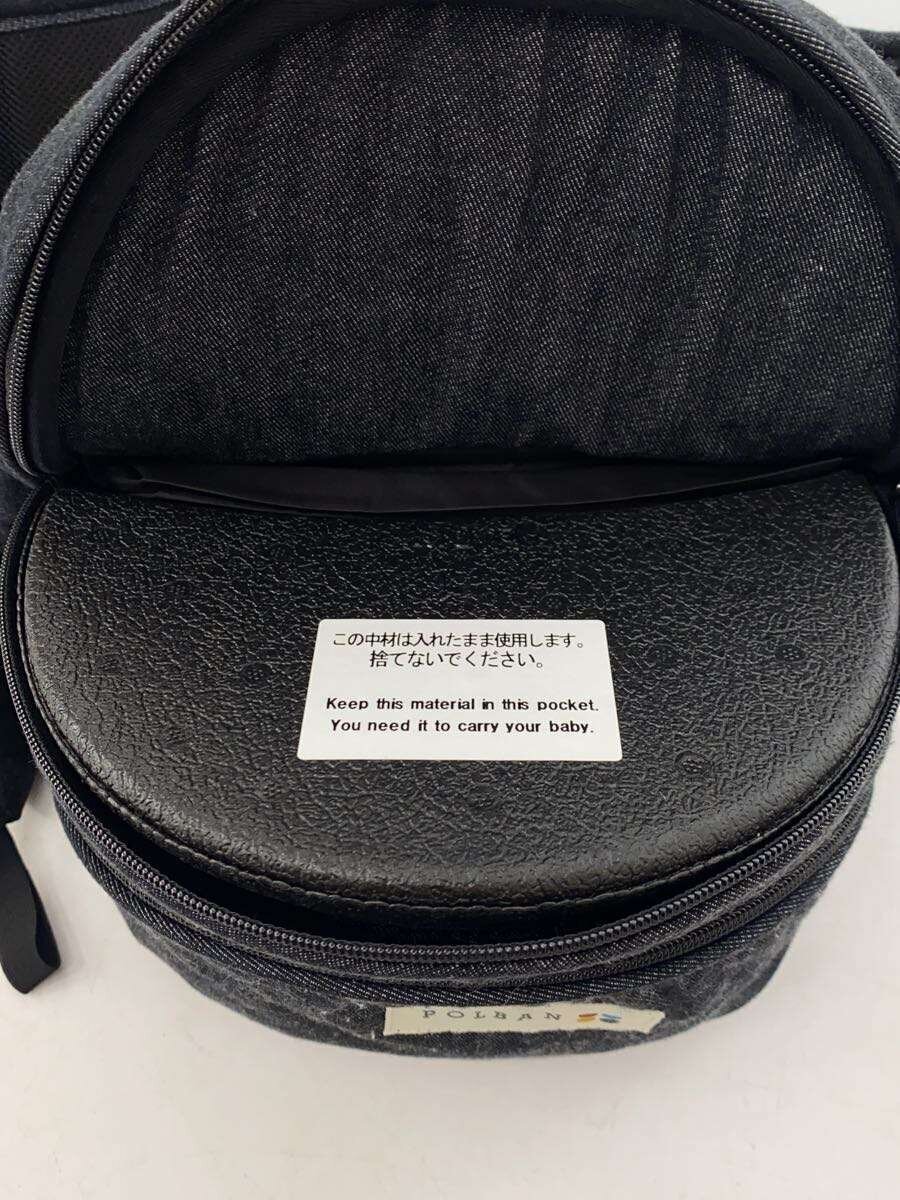 この中材は入れたまま使用します。
捨てないでください。
Keep this material in this pocket.
You need it to carry your baby.
POLBAN